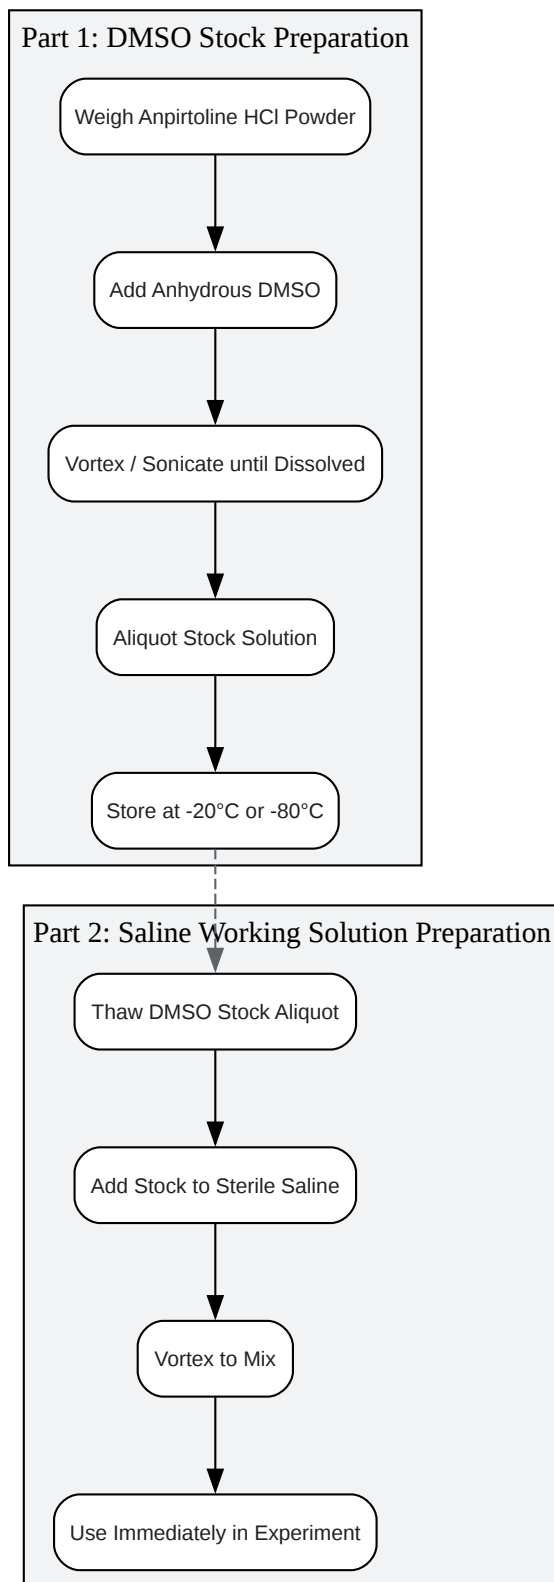 Part 1: DMSO Stock Preparation
Weigh Anpirtoline HCl Powder
Add Anhydrous DMSO
Vortex / Sonicate until Dissolved
Aliquot Stock Solution
Store at -20°C or -80°C
Part 2: Saline Working Solution Preparation
Thaw DMSO Stock Aliquot
Add Stock to Sterile Saline
Vortex to Mix
Use Immediately in Experiment